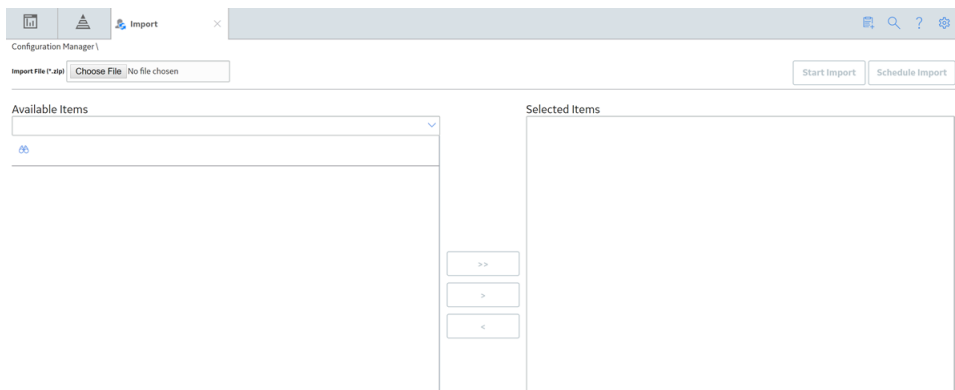 Import
Configuration Manager\
Import File (*.zip) Choose File No file chosen
Start Import Schedule Import
Available Items
Selected Items
>>
>
<